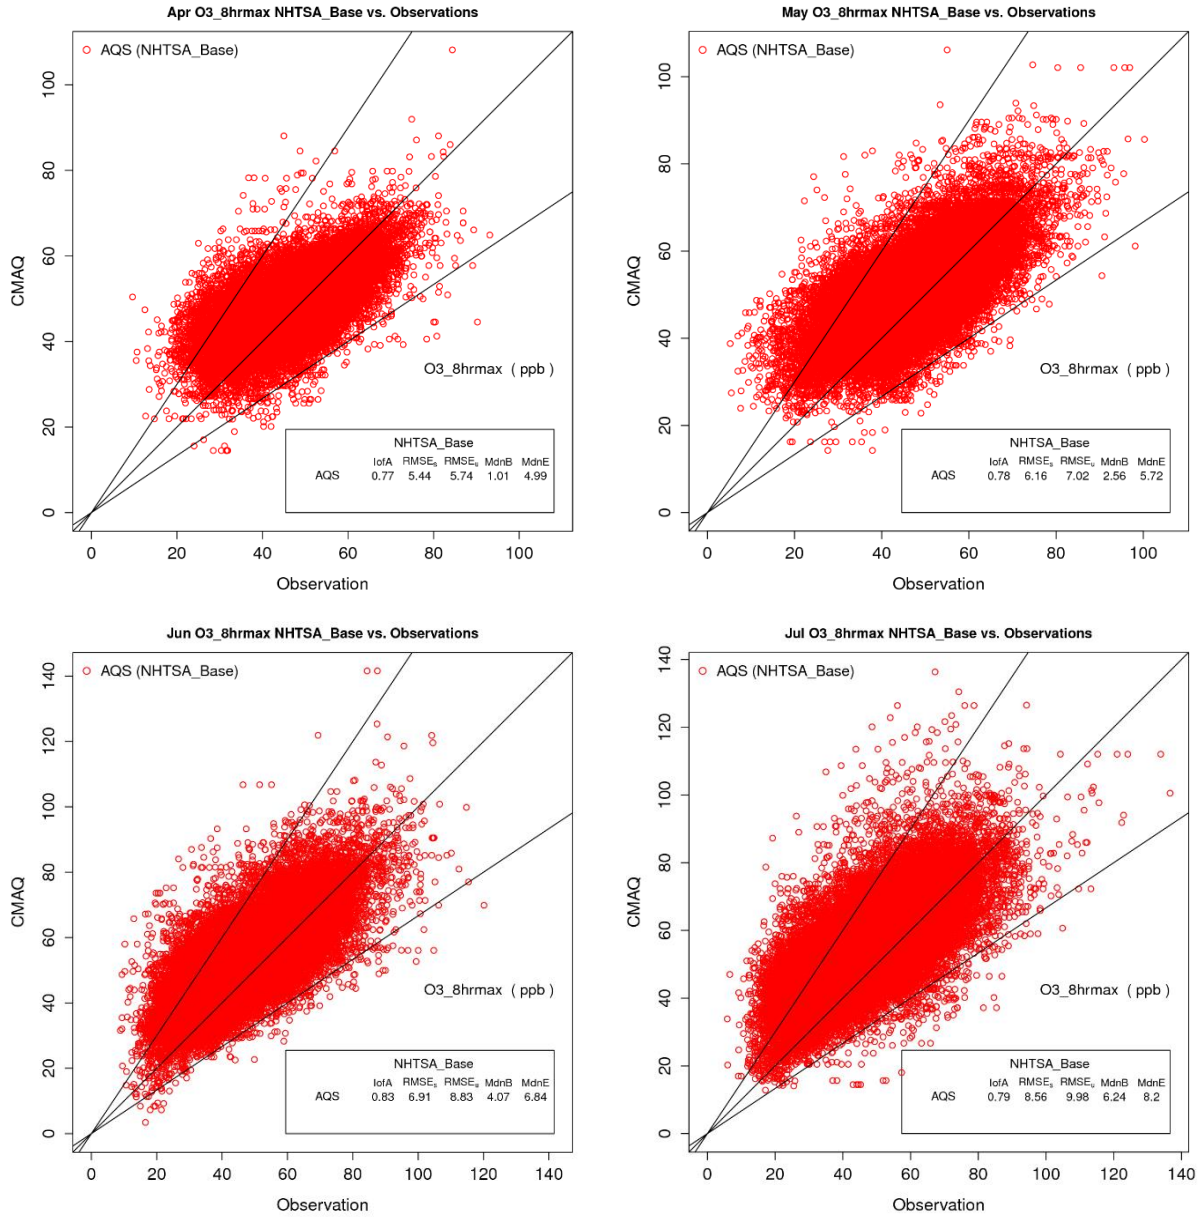 Apr O3_8hrmax NHTSA_Base vs. Observations
AQS (NHTSA_Base)
CMAQ
0 20 40 60 80 100
O3_8hrmax ( ppb )
NHTSA_Base
IofA RMSEs RMSEu MdnB MdnE
AQS 0.77 5.44 5.74 1.01 4.99
0 20 40 60 80 100
Observation
May O3_8hrmax NHTSA_Base vs. Observations
AQS (NHTSA_Base)
CMAQ
0 20 40 60 80 100
O3_8hrmax ( ppb )
NHTSA_Base
IofA RMSEs RMSEu MdnB MdnE
AQS 0.78 6.16 7.02 2.56 5.72
0 20 40 60 80 100
Observation
Jun O3_8hrmax NHTSA_Base vs. Observations
AQS (NHTSA_Base)
CMAQ
0 20 40 60 80 100 120 140
O3_8hrmax ( ppb )
NHTSA_Base
IofA RMSEs RMSEu MdnB MdnE
AQS 0.83 6.91 8.83 4.07 6.84
0 20 40 60 80 100 120 140
Observation
Jul O3_8hrmax NHTSA_Base vs. Observations
AQS (NHTSA_Base)
CMAQ
0 20 40 60 80 100 120 140
O3_8hrmax ( ppb )
NHTSA_Base
IofA RMSEs RMSEu MdnB MdnE
AQS 0.79 8.56 9.98 6.24 8.2
0 20 40 60 80 100 120 140
Observation